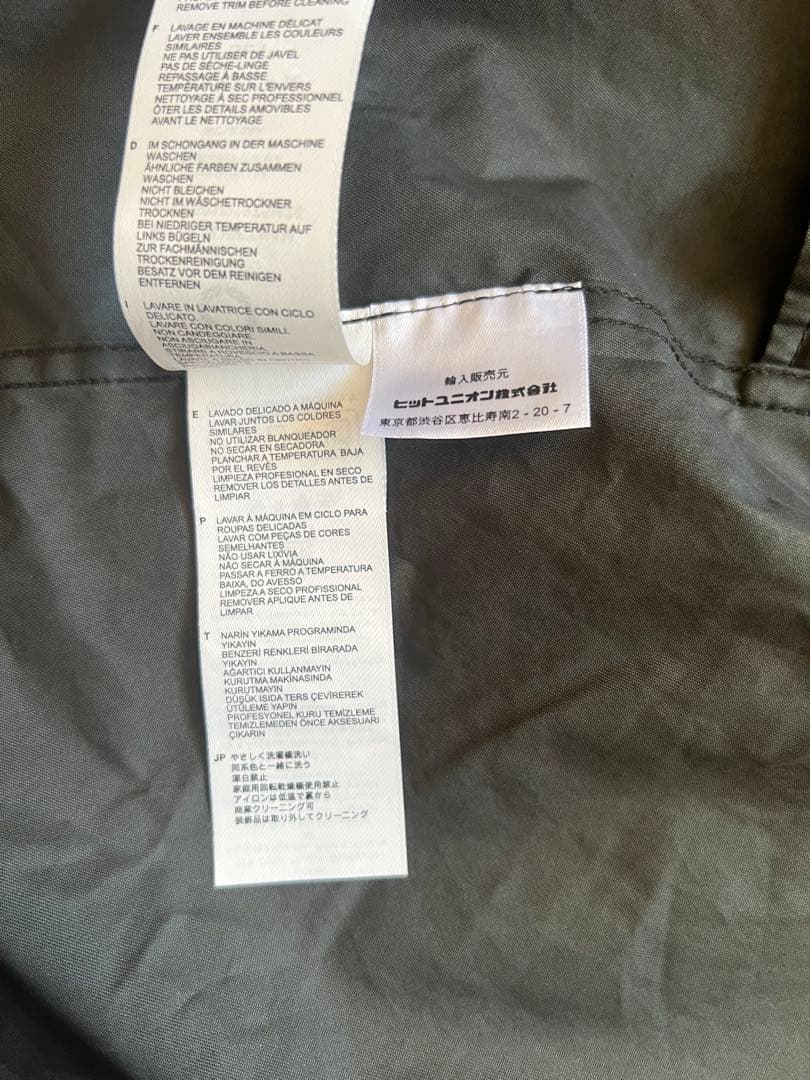 REMOVE TRIM BEFORE CLEANING
F LAVAGE EN MACHINE DÉLICAT
LAVER ENSEMBLE LES COULEURS
SIMILAIRES
NE PAS UTILISER DE JAVEL
PAS DE SÈCHE-LINGE
REPASSAGE À BASSE
TEMPÉRATURE SUR L'ENVERS
NETTOYAGE À SEC PROFESSIONNEL
ÔTER LES DETAILS AMOVIBLES
AVANT LE NETTOYAGE
D IM SCHONGANG IN DER MASCHINE
WASCHEN
ÄHNLICHE FARBEN ZUSAMMEN
WASCHEN
NICHT BLEICHEN
NICHT IM WÄSCHETROCKNER
TROCKNEN
BEI NIEDRIGER TEMPERATUR AUF
LINKS BÜGELN
ZUR FACHMÄNNISCHEN
TROCKENREINIGUNG
BESATZ VOR DEM REINIGEN
ENTFERNEN
I LAVARE IN LAVATRICE CON CICLO
DELICATO
LAVARE CON COLORI SIMILI.
NON CANDEGGIARE.
NON ASCIUGARE IN
ASCIUGABIANCHERIA
STIRARE A ROVESCIO A BASSA
輸入販売元
ヒットユニオン株式会社
東京都渋谷区恵比寿南2-20-7
E LAVADO DELICADO A MÁQUINA
LAVAR JUNTOS LOS COLORES
SIMILARES
NO UTILIZAR BLANQUEADOR
NO SECAR EN SECADORA
PLANCHAR A TEMPERATURA BAJA
POR EL REVÉS
LIMPIEZA PROFESIONAL EN SECO
REMOVER LOS DETALLES ANTES DE
LIMPIAR
P LAVAR À MÁQUINA EM CICLO PARA
ROUPAS DELICADAS
LAVAR COM PEÇAS DE CORES
SEMELHANTES
NÃO USAR LIXÍVIA
NÃO SECAR À MÁQUINA
PASSAR A FERRO A TEMPERATURA
BAIXA, DO AVESSO
LIMPEZA A SECO PROFISSIONAL
REMOVER APLIQUE ANTES DE
LIMPAR
T NARİN YIKAMA PROGRAMINDA
YIKAYIN
BENZERİ RENKLERİ BİRARADA
YIKAYIN
AĞARTICI KULLANMAYIN
KURUTMA MAKİNASINDA
KURUTMAYIN
DÜŞÜK ISIDA TERS ÇEVİREREK
ÜTÜLEME YAPIN
PROFESYONEL KURU TEMİZLEME
TEMİZLEMEDEN ÖNCE AKSESUARI
ÇIKARIN
JP やさしく洗濯機洗い
同系色と一緒に洗う
漂白禁止
家庭用回転乾燥機使用禁止
アイロンは低温で裏から
商業クリーニング可
装飾品は取り外してクリーニング